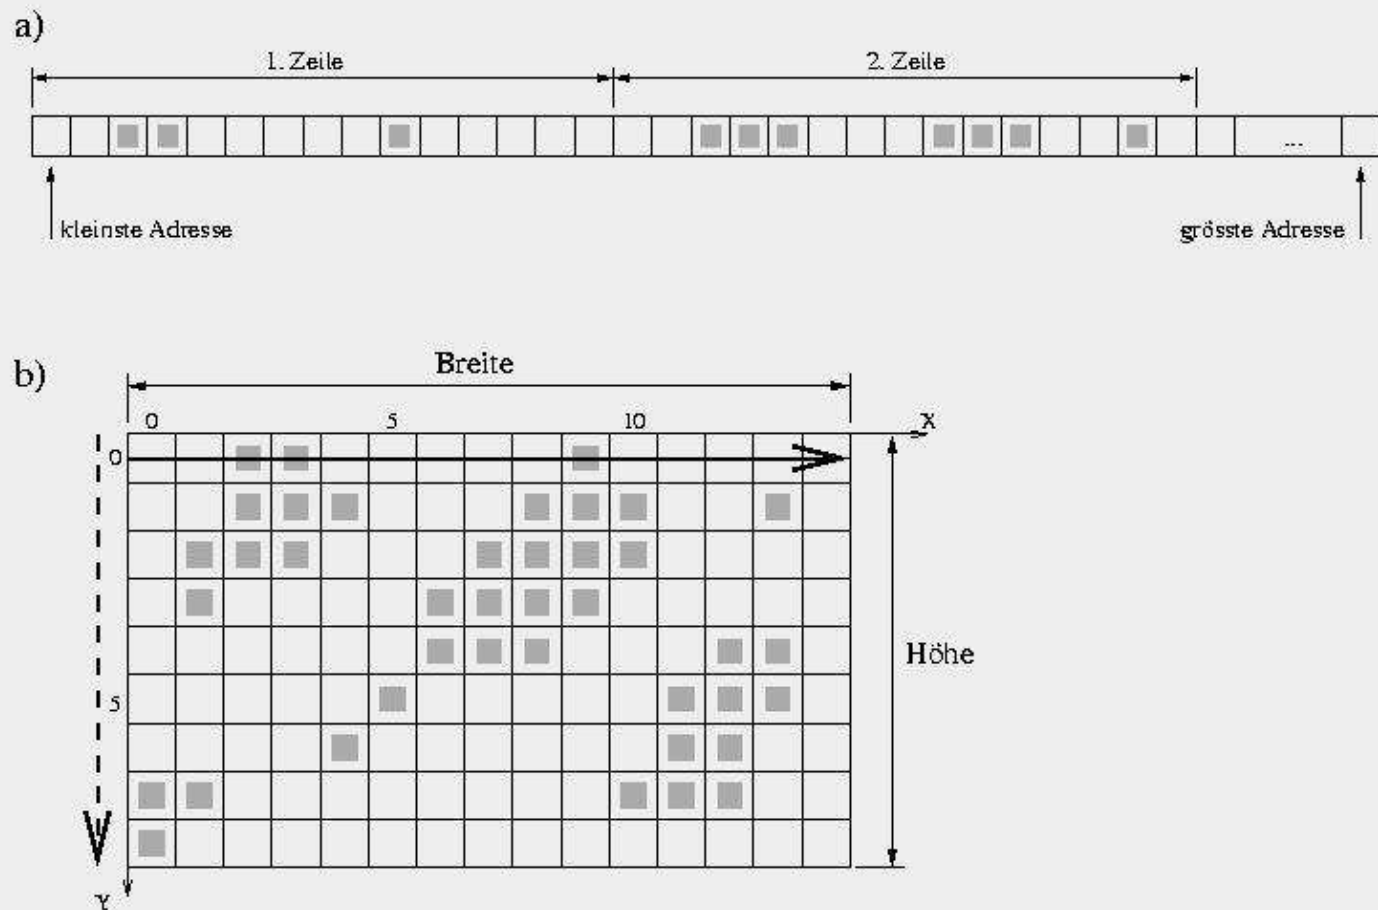 a)
1. Zeile
2. Zeile
...
kleinste Adresse
grösste Adresse
b)
Breite
0
5
10
X
0
5
Höhe
Y